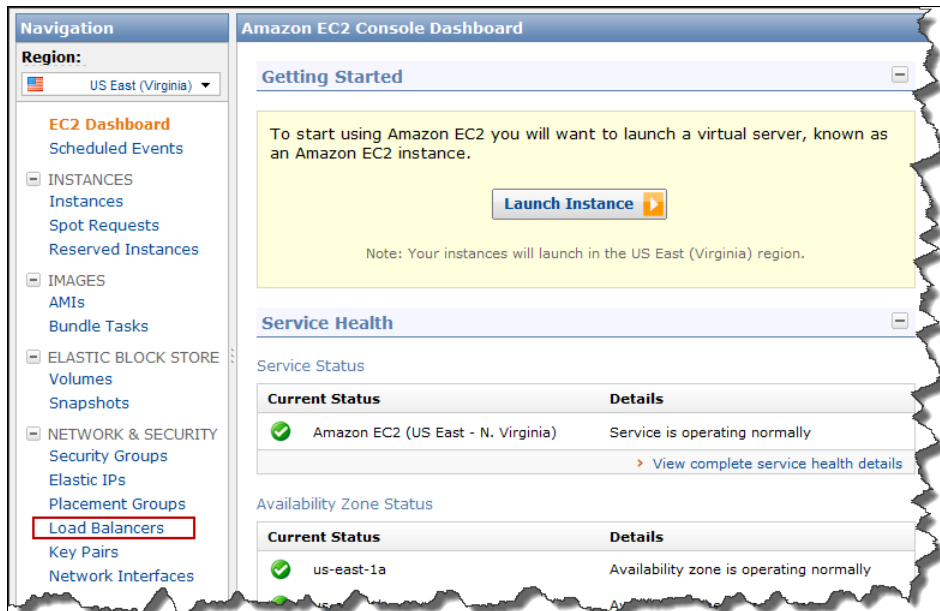 Navigation
Region:
US East (Virginia)
EC2 Dashboard
Scheduled Events
INSTANCES
Instances
Spot Requests
Reserved Instances
IMAGES
AMIs
Bundle Tasks
ELASTIC BLOCK STORE
Volumes
Snapshots
NETWORK & SECURITY
Security Groups
Elastic IPs
Placement Groups
Load Balancers
Key Pairs
Network Interfaces
Amazon EC2 Console Dashboard
Getting Started
To start using Amazon EC2 you will want to launch a virtual server, known as
an Amazon EC2 instance.
Launch Instance
Note: Your instances will launch in the US East (Virginia) region.
Service Health
Service Status
Current Status Details
Amazon EC2 (US East - N. Virginia) Service is operating normally
> View complete service health details
Availability Zone Status
Current Status Details
us-east-1a Availability zone is operating normally